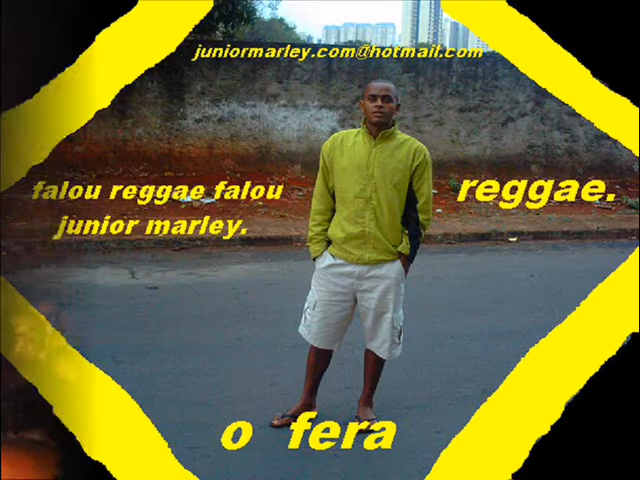 juniormarley.com@hotmail.com
falou reggae falou
junior marley.
reggae.
o fera